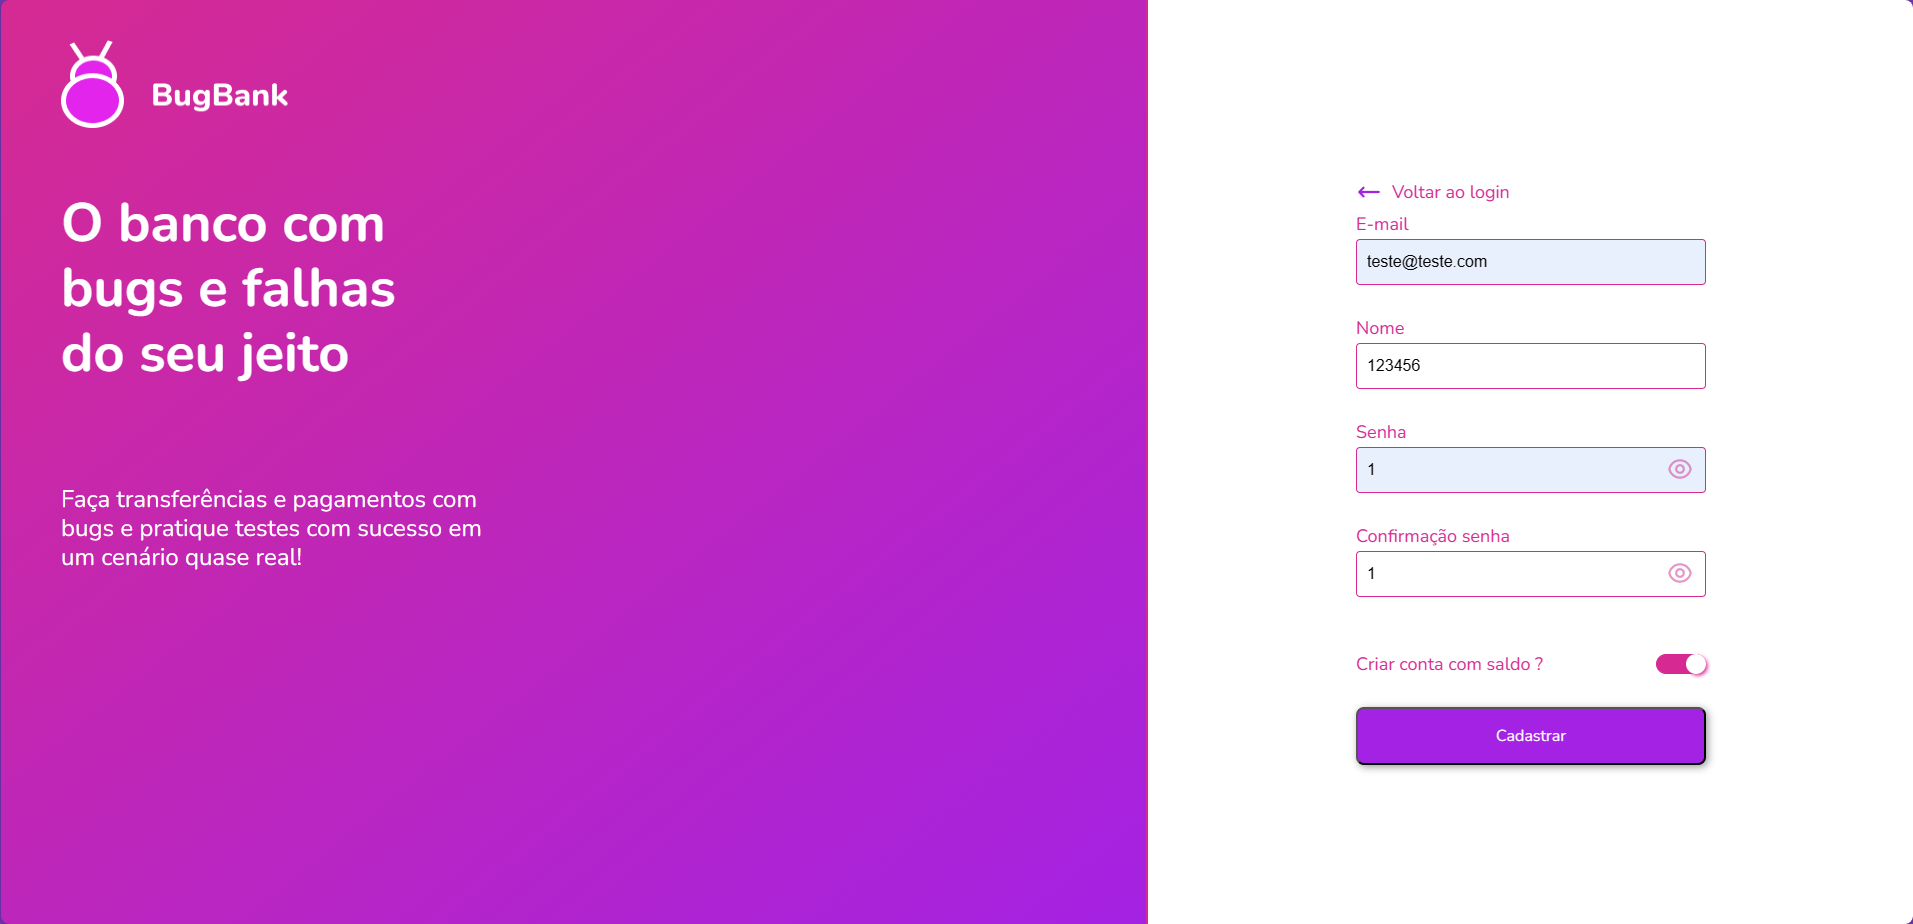 BugBank
O banco com
bugs e falhas
do seu jeito
Faça transferências e pagamentos com
bugs e pratique testes com sucesso em
um cenário quase real!
Voltar ao login
E-mail
teste@teste.com
Nome
123456
Senha
1
Confirmação senha
1
Criar conta com saldo ?
Cadastrar